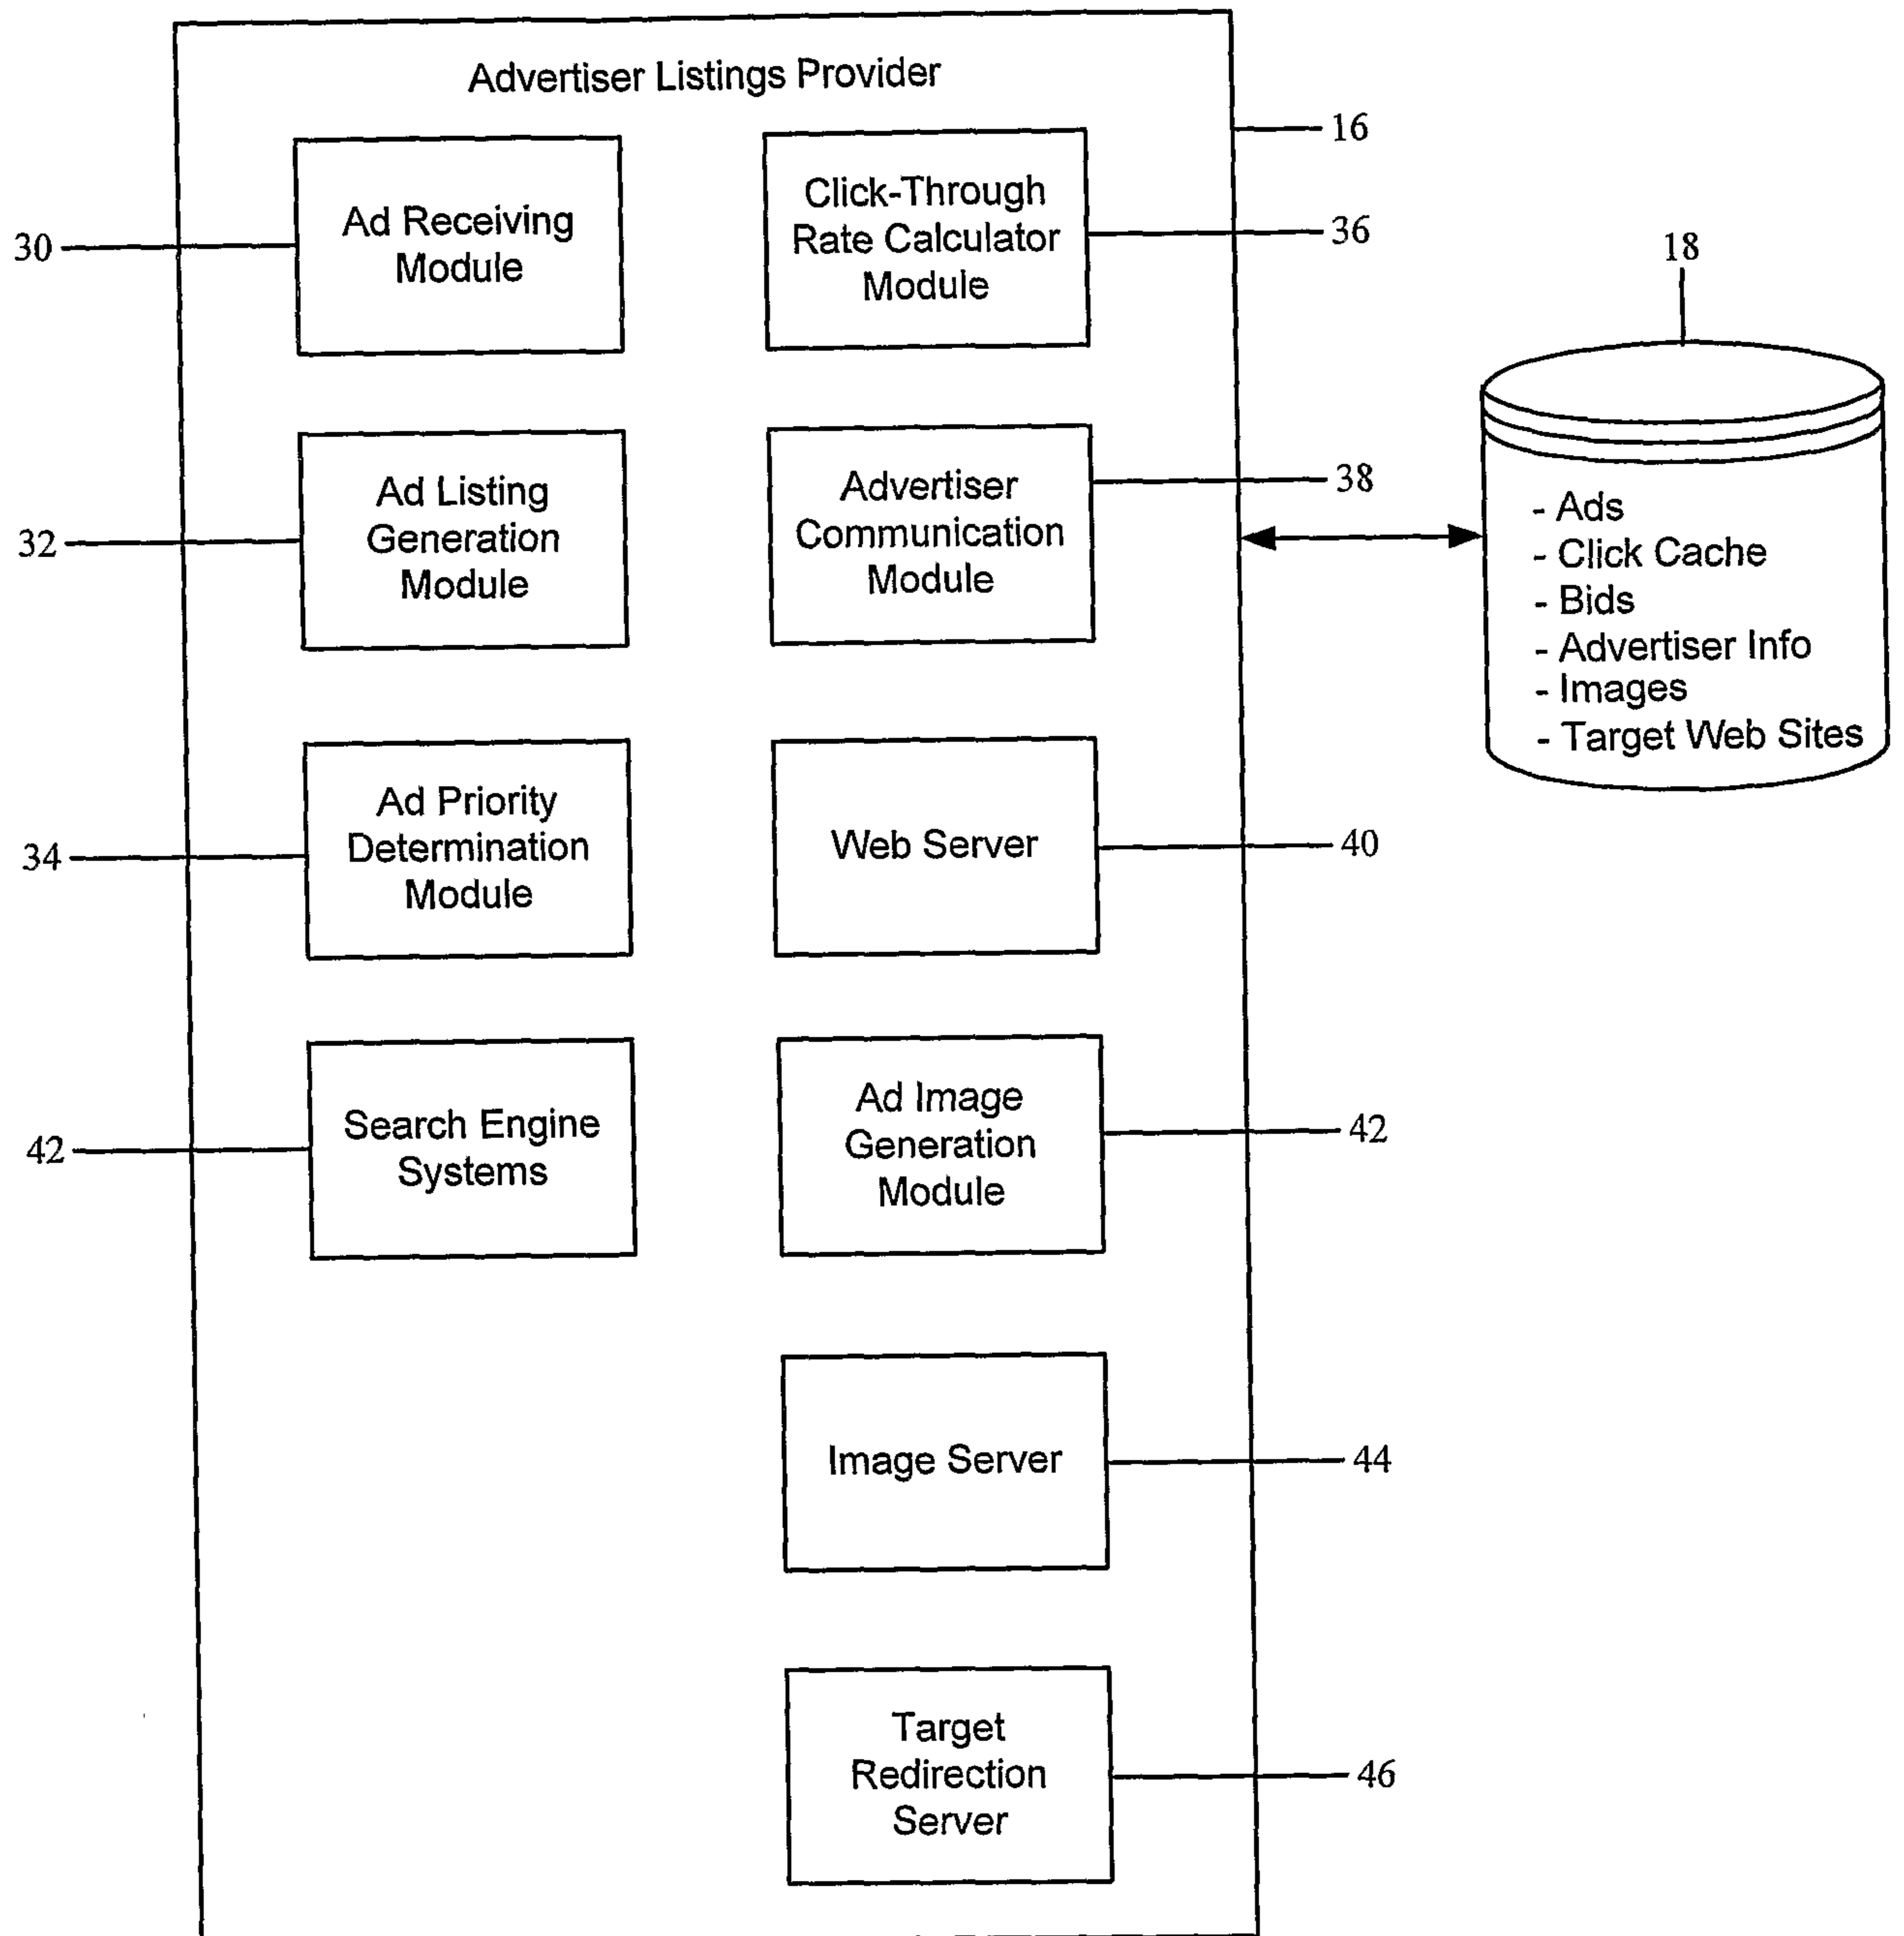 Advertiser Listings Provider
16
30
Ad Receiving
Module
Click-Through
Rate Calculator
Module
36
18
32
Ad Listing
Generation
Module
Advertiser
Communication
Module
38
- Ads
- Click Cache
- Bids
- Advertiser Info
- Images
- Target Web Sites
34
Ad Priority
Determination
Module
Web Server
40
42
Search Engine
Systems
Ad Image
Generation
Module
42
Image Server
44
Target
Redirection
Server
46